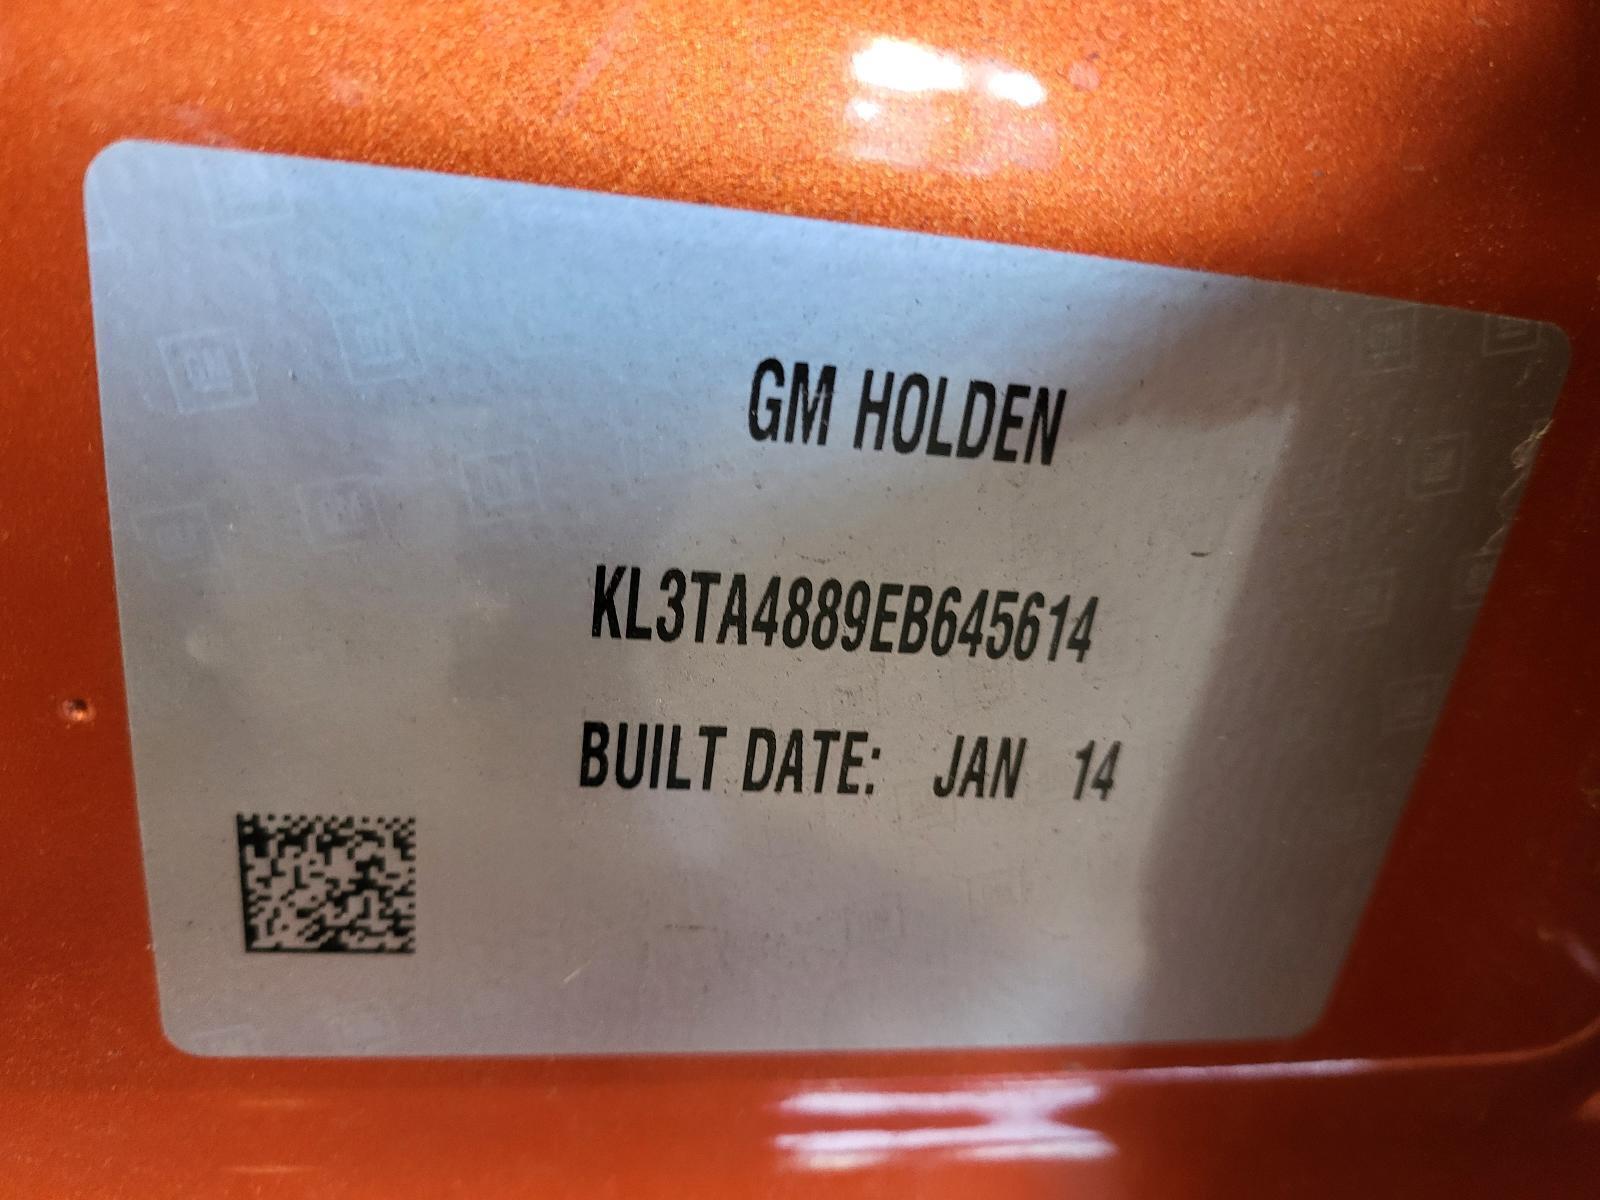 GM HOLDEN
KL3TA4889EB645614
BUILT DATE: JAN 14